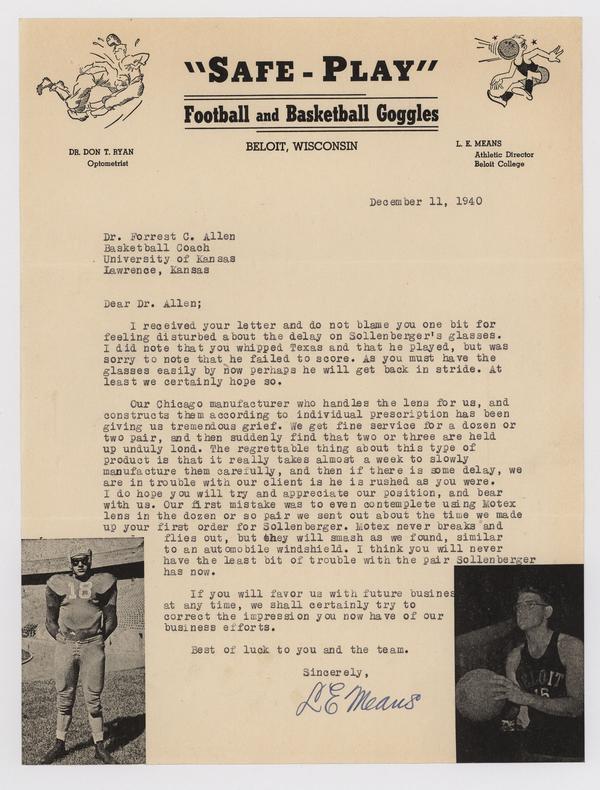 "SAFE - PLAY"
Football and Basketball Goggles
BELOIT, WISCONSIN
DR. DON T. RYAN
Optometrist
L. E. MEANS
Athletic Director
Beloit College
December 11, 1940
Dr. Forrest C. Allen
Basketball Coach
University of Kansas
Lawrence, Kansas
Dear Dr. Allen;
I received your letter and do not blame you one bit for
feeling disturbed about the delay on Sollenberger's glasses.
I did note that you whipped Texas and that he played, but was
sorry to note that he failed to score. As you must have the
glasses easily by now perhaps he will get back in stride. At
least we certainly hope so.
Our Chicago manufacturer who handles the lens for us, and
constructs them according to individual prescription has been
giving us tremendous grief. We get fine service for a dozen or
two pair, and then suddenly find that two or three are held
up unduly lond. The regrettable thing about this type of
product is that it really takes almost a week to slowly
manufacture them carefully, and then if there is some delay, we
are in trouble with our client is he is rushed as you were.
I do hope you will try and appreciate our position, and bear
with us. Our first mistake was to even contemplete using Motex
lens in the dozen or so pair we sent out about the time we made
up your first order for Sollenberger. Motex never breaks and
flies out, but they will smash as we found, similar
to an automobile windshield. I think you will never
have the least bit of trouble with the pair Sollenberger
has now.
If you will favor us with future busines
at any time, we shall certainly try to
correct the impression you now have of our
business efforts.
Best of luck to you and the team.
Sincerely,
L E Means
18
BELOIT
16